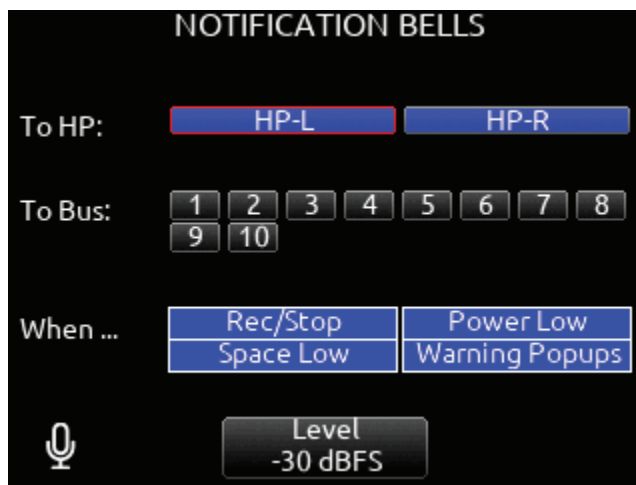 NOTIFICATION BELLS
To HP: HP-L HP-R
To Bus: 1 2 3 4 5 6 7 8
9 10
When ... Rec/Stop Power Low
Space Low Warning Popups
Level
-30 dBFS